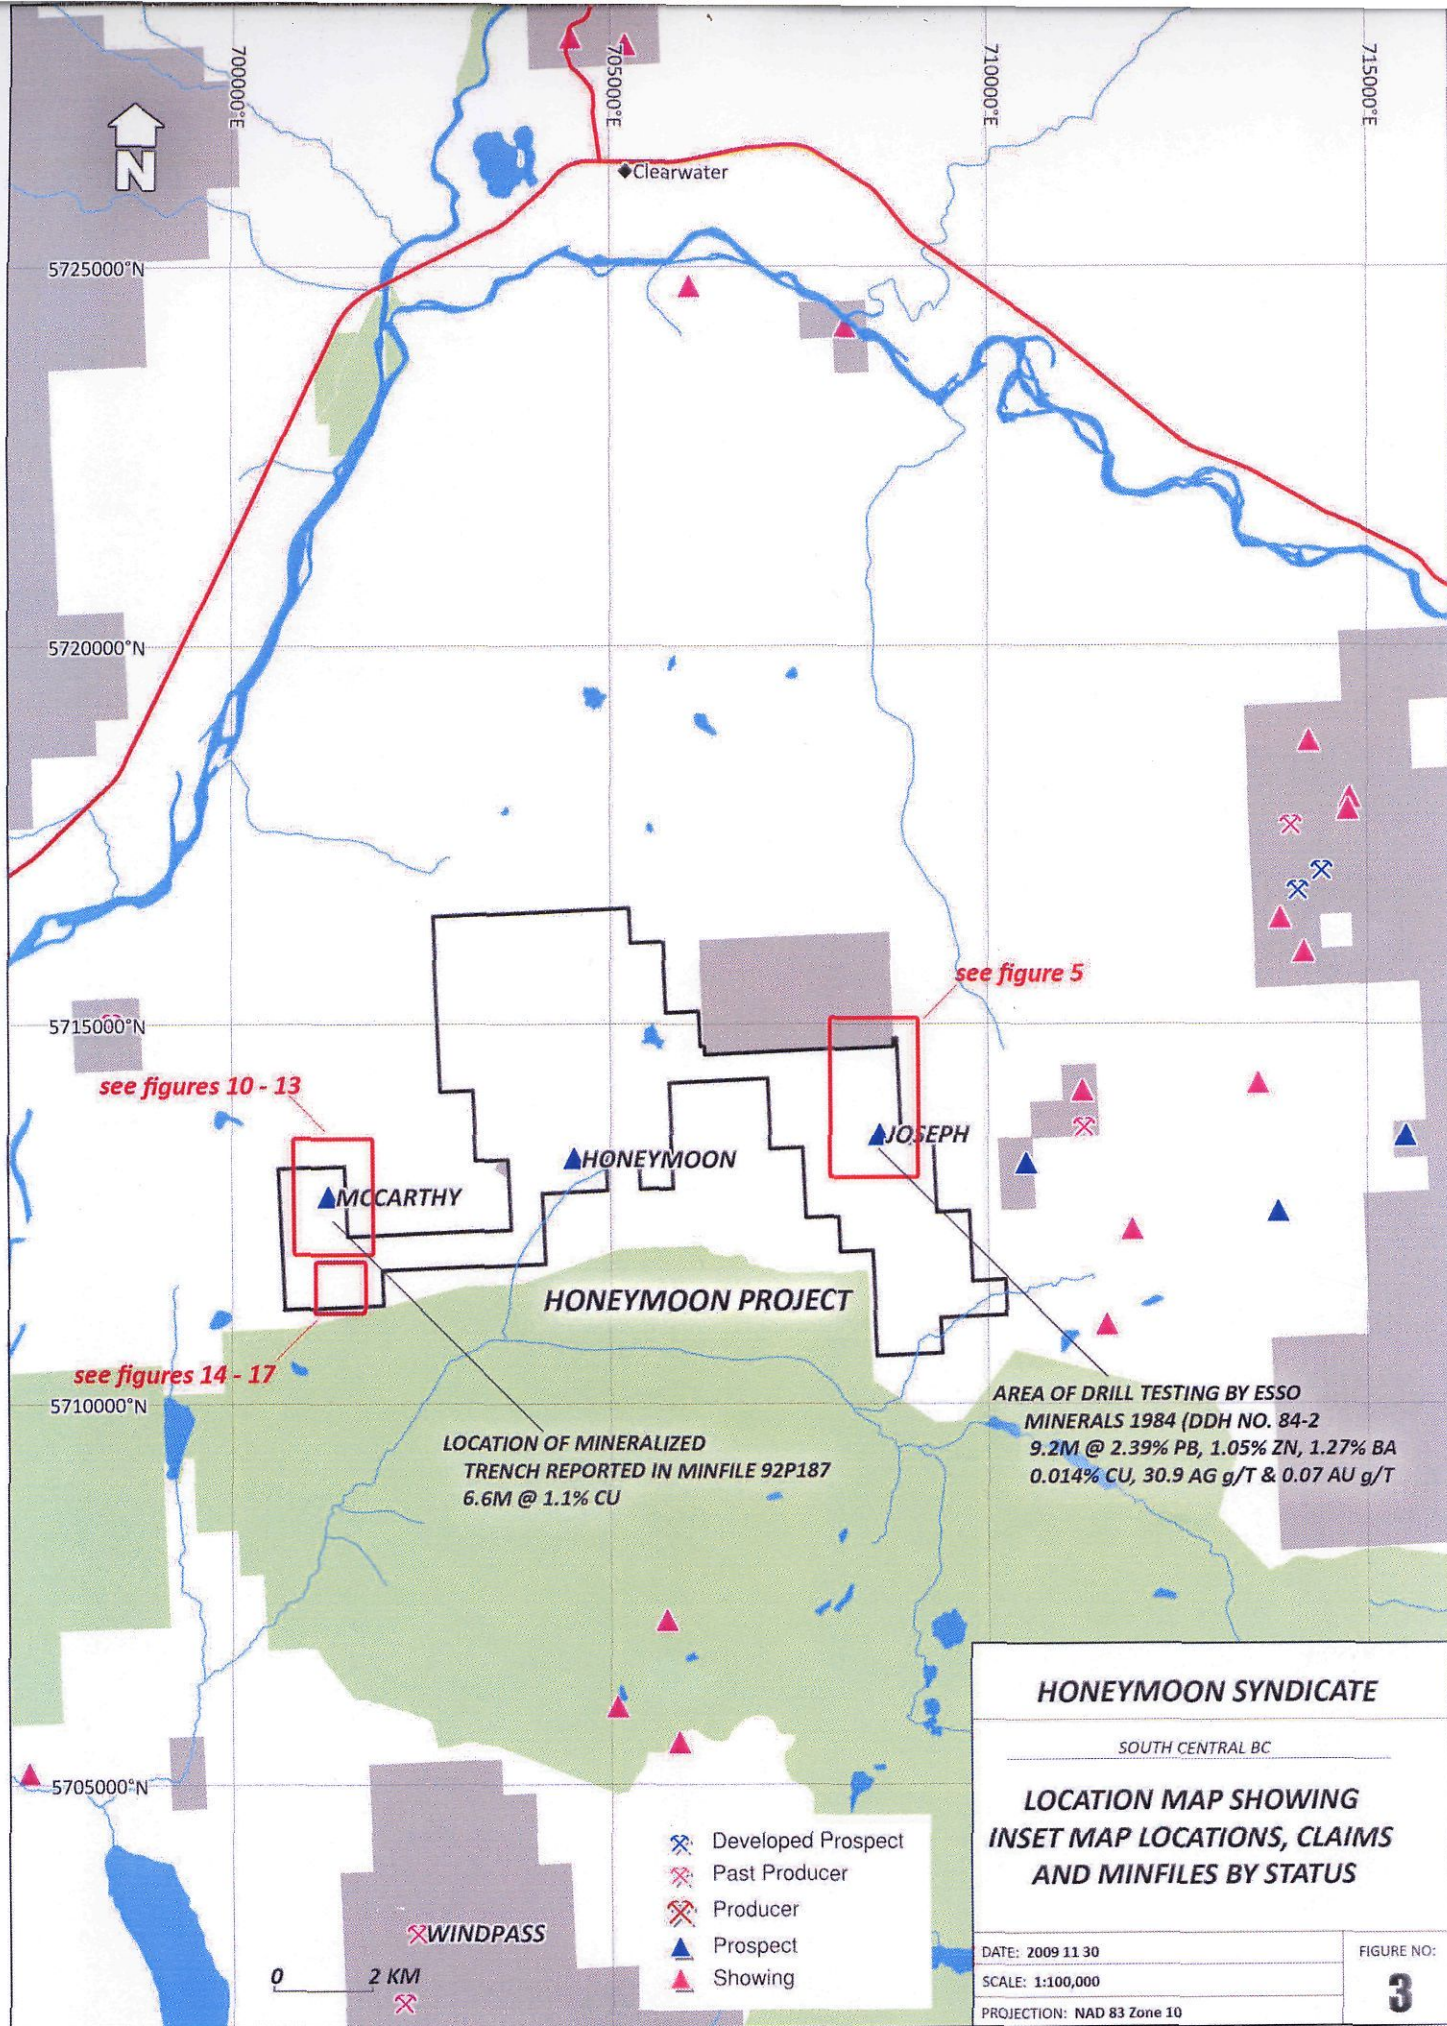 700000°E
705000°E
710000°E
715000°E
N
Clearwater
5725000°N
5720000°N
see figure 5
5715000°N
see figures 10 - 13
JOSEPH
HONEYMOON
MCCARTHY
HONEYMOON PROJECT
see figures 14 - 17
5710000°N
AREA OF DRILL TESTING BY ESSO
MINERALS 1984 (DDH NO. 84-2
9.2M @ 2.39% PB, 1.05% ZN, 1.27% BA
0.014% CU, 30.9 AG g/T & 0.07 AU g/T
LOCATION OF MINERALIZED
TRENCH REPORTED IN MINFILE 92P187
6.6M @ 1.1% CU
5705000°N
WINDPASS
0 2 KM
Developed Prospect
Past Producer
Producer
Prospect
Showing
HONEYMOON SYNDICATE
SOUTH CENTRAL BC
LOCATION MAP SHOWING
INSET MAP LOCATIONS, CLAIMS
AND MINFILES BY STATUS
DATE: 2009 11 30
SCALE: 1:100,000
PROJECTION: NAD 83 Zone 10
FIGURE NO:
3